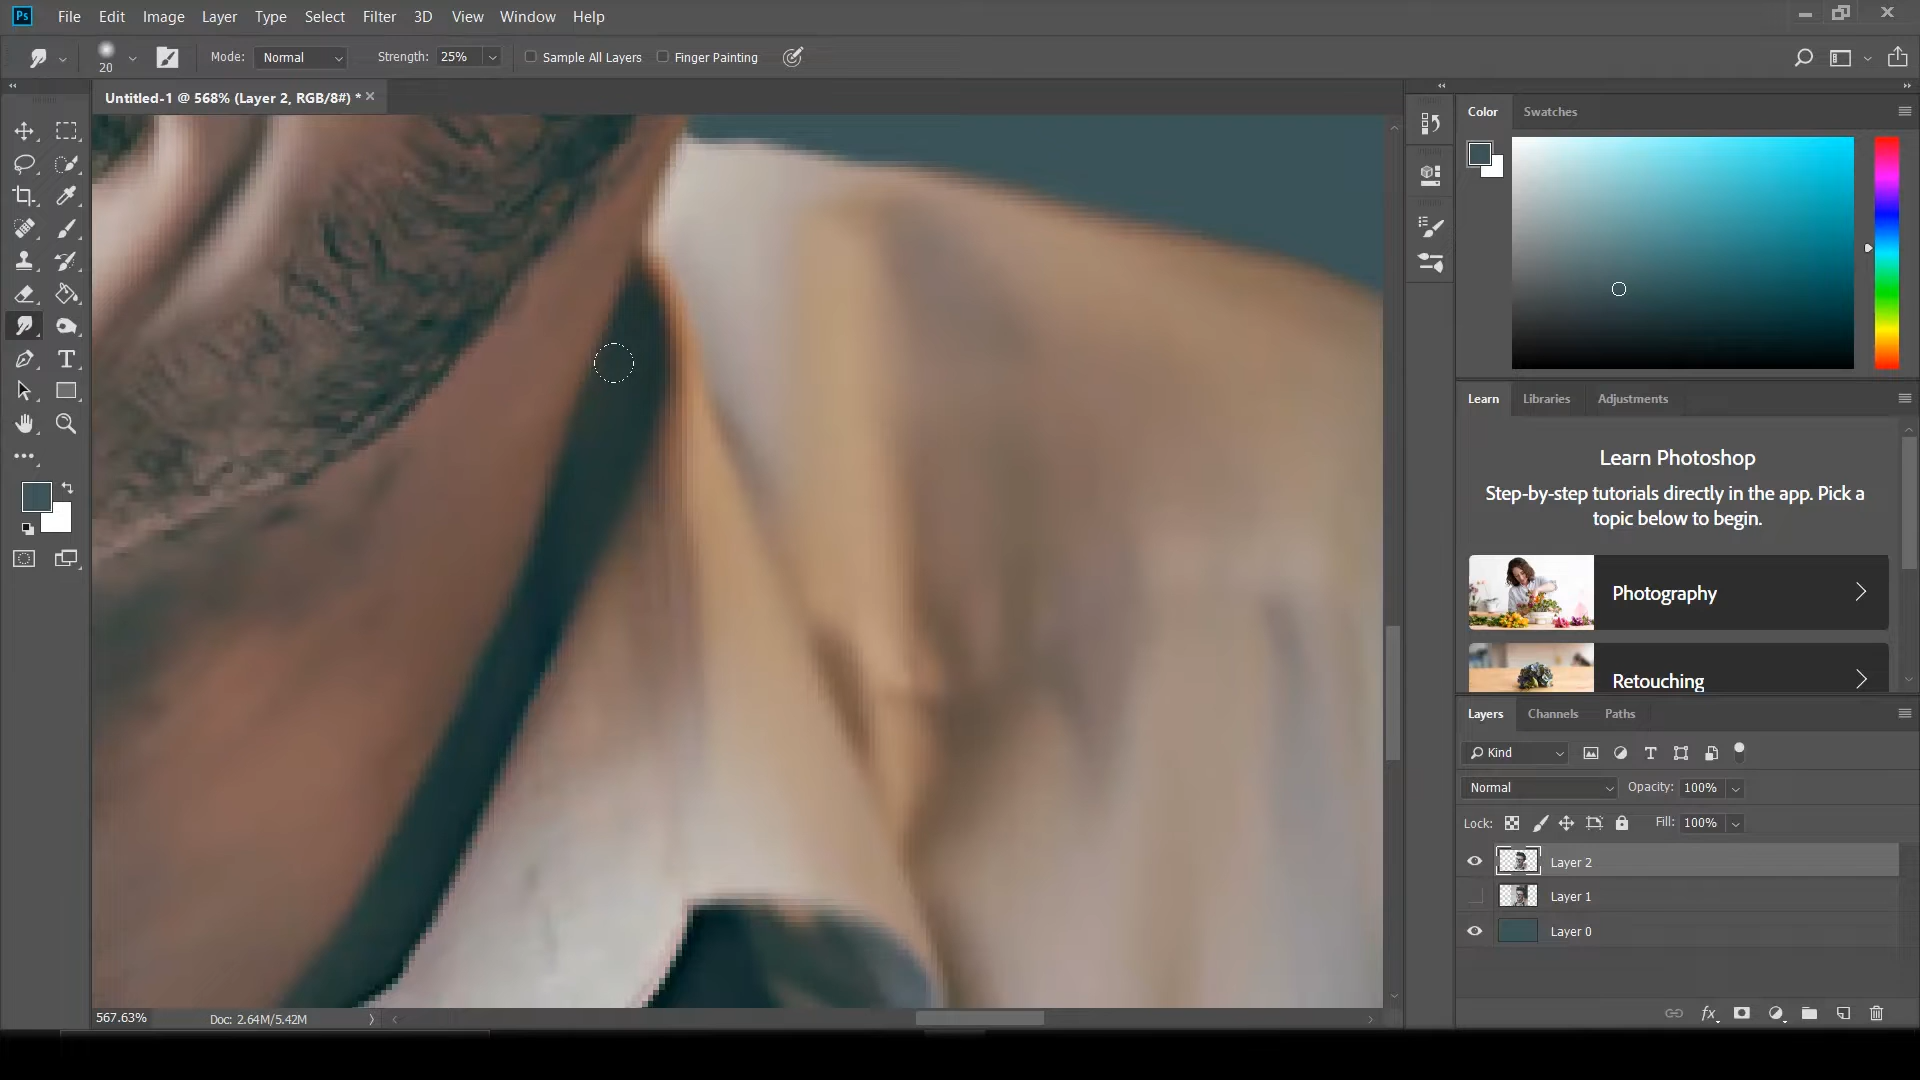 Ps File Edit Image Layer Type Select Filter 3D View Window Help
20 Mode: Normal Strength: 25% Sample All Layers Finger Painting
Untitled-1 @ 568% (Layer 2, RGB/8#) *
Color Swatches
Learn Libraries Adjustments
Learn Photoshop
Step-by-step tutorials directly in the app. Pick a
topic below to begin.
Photography
Retouching
Layers Channels Paths
Kind
Normal Opacity: 100%
Lock: Fill: 100%
Layer 2
Layer 1
Layer 0
fx
567.63% Doc: 2.64M/5.42M